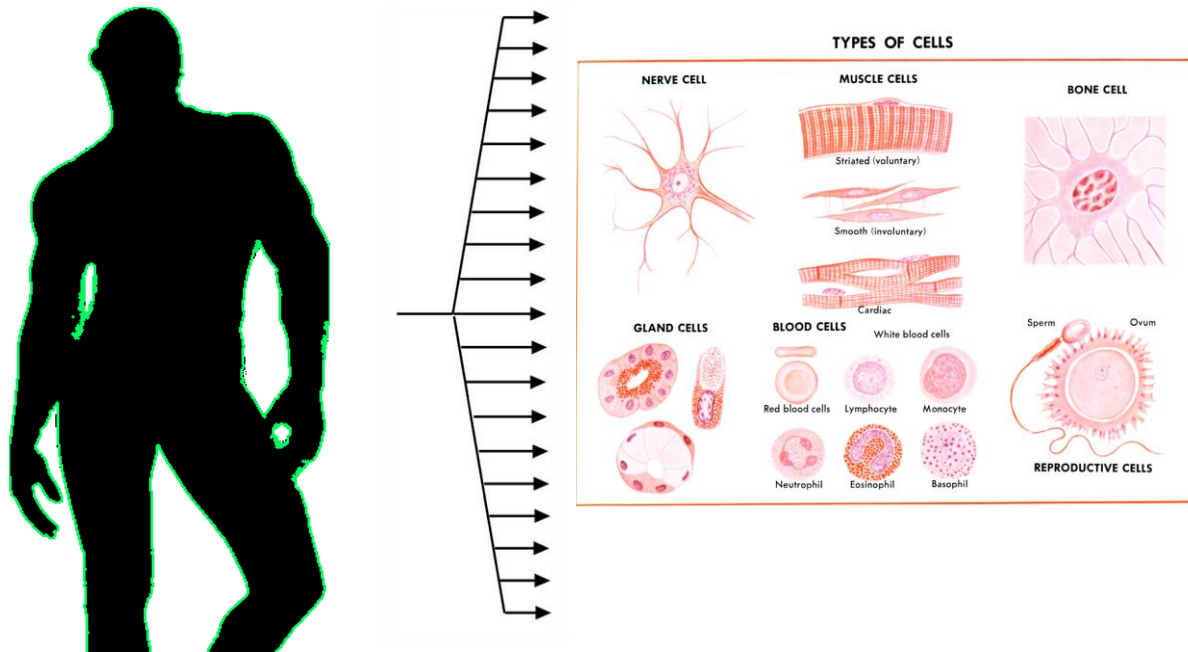 TYPES OF CELLS
NERVE CELL
MUSCLE CELLS
BONE CELL
Striated (voluntary)
Smooth (involuntary)
Cardiac
GLAND CELLS
BLOOD CELLS
White blood cells
Red blood cells
Lymphocyte
Monocyte
Neutrophil
Eosinophil
Basophil
Sperm
Ovum
REPRODUCTIVE CELLS